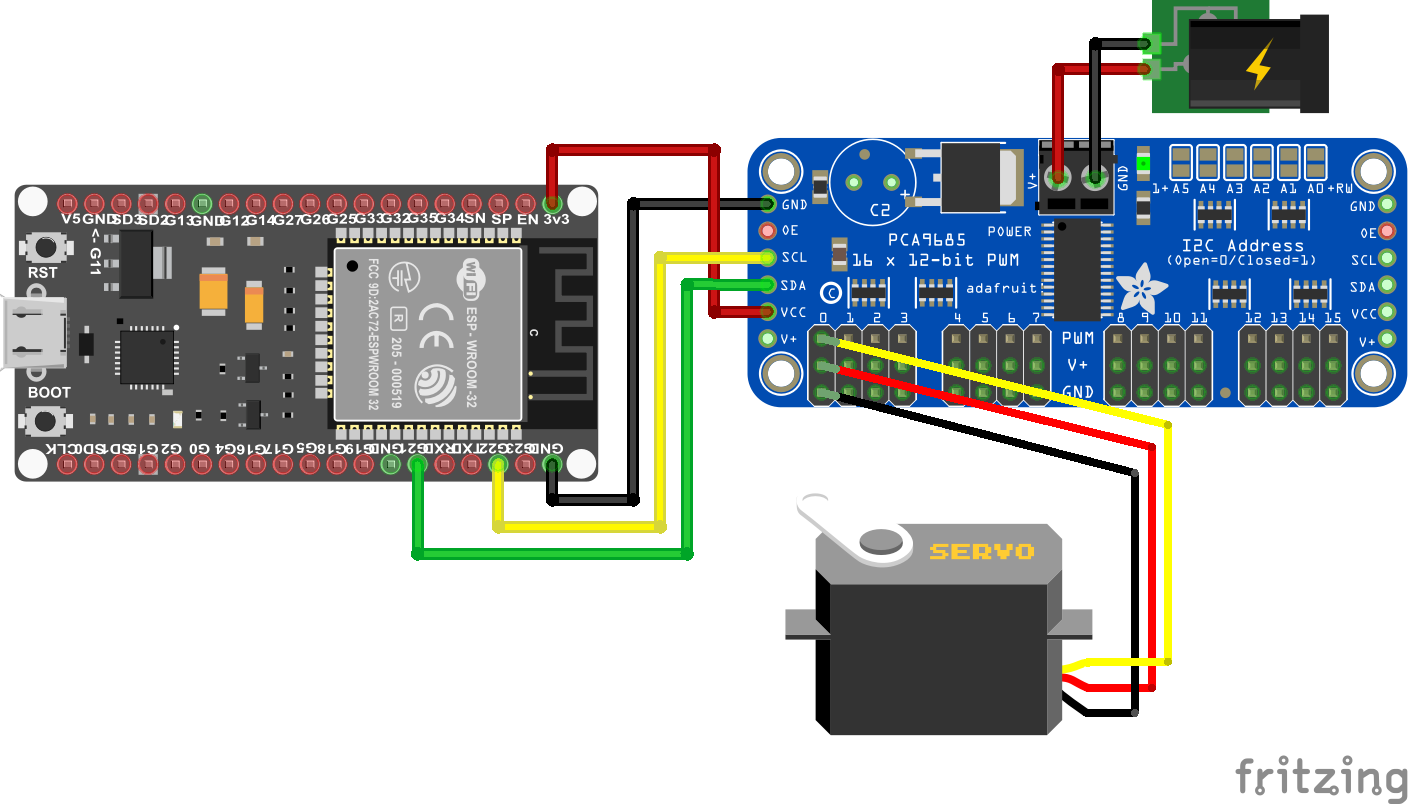 V5 GND SD3 SD2 G13 GND G12 G14 G27 G26 G25 G33 G32 G35 G34 SN SP EN 3v3
<- G11
RST
BOOT
WiFi
ESP- WROOM-32
CE
FCC 9D:2AC72-ESPWROOM 32
R
205 - 000519
C
CLK SD0 SD1 G15 G2 G0 G4 G16 G17 G5 G18 G19 GND G21 RX0 TX0 G22 G23 GND
V+
GND
1+ A5 A4 A3 A2 A1 A0 +RW
C2
+
GND
OE
SCL
SDA
VCC
V+
PCA9685
16 x 12-bit PWM
POWER
C
adafruit!
I2C Address
(Open=0/Closed=1)
GND
OE
SCL
SDA
VCC
V+
0 1 2 3 4 5 6 7 8 9 10 11 12 13 14 15
PWM
V+
GND
SERVO
fritzing